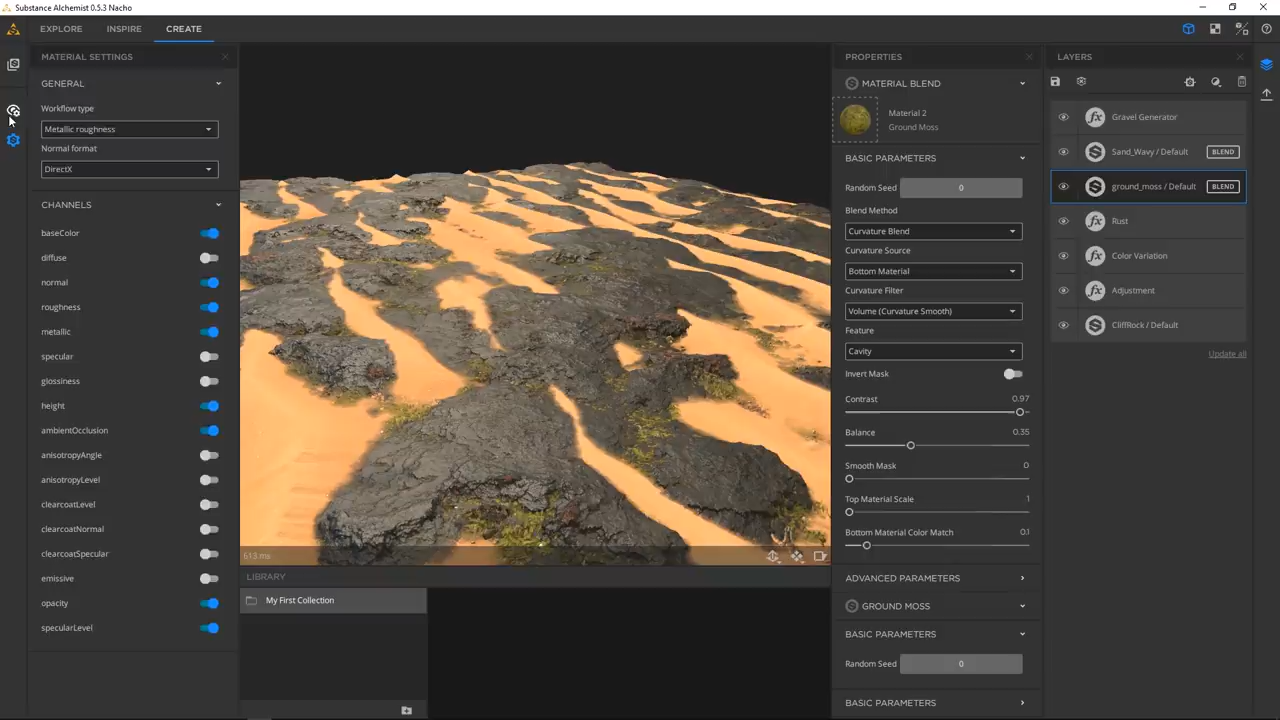 Substance Alchemist 0.5.3 Nacho
EXPLORE
INSPIRE
CREATE
MATERIAL SETTINGS
GENERAL
Workflow type
Metallic roughness
Normal format
DirectX
CHANNELS
baseColor
diffuse
normal
roughness
metallic
specular
glossiness
height
ambientOcclusion
anisotropyAngle
anisotropyLevel
clearcoatLevel
clearcoatNormal
clearcoatSpecular
emissive
opacity
specularLevel
613 ms
LIBRARY
My First Collection
PROPERTIES
MATERIAL BLEND
Material 2
Ground Moss
BASIC PARAMETERS
Random Seed 0
Blend Method
Curvature Blend
Curvature Source
Bottom Material
Curvature Filter
Volume (Curvature Smooth)
Feature
Cavity
Invert Mask
Contrast 0.97
Balance 0.35
Smooth Mask 0
Top Material Scale 1
Bottom Material Color Match 0.1
ADVANCED PARAMETERS
GROUND MOSS
BASIC PARAMETERS
Random Seed 0
BASIC PARAMETERS
LAYERS
Gravel Generator
Sand_Wavy / Default BLEND
ground_moss / Default BLEND
Rust
Color Variation
Adjustment
CliffRock / Default
Update all